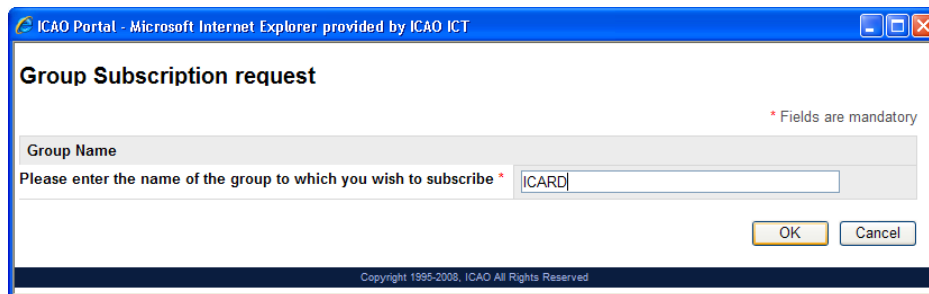 ICAO Portal - Microsoft Internet Explorer provided by ICAO ICT
Group Subscription request
* Fields are mandatory
Group Name
Please enter the name of the group to which you wish to subscribe * ICARD
OK Cancel
Copyright 1995-2008, ICAO All Rights Reserved